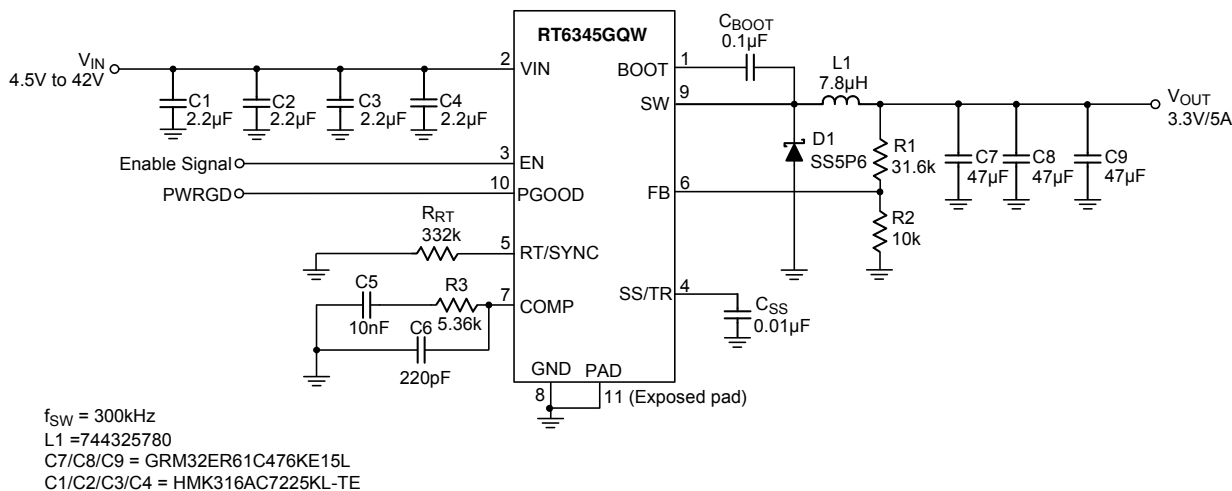 RT6345GQW
VIN
4.5V to 42V
2
VIN
C1
2.2µF
C2
2.2µF
C3
2.2µF
C4
2.2µF
Enable Signal
3
EN
PWRGD
10
PGOOD
RRT
332k
5
RT/SYNC
C5
10nF
R3
5.36k
7
COMP
C6
220pF
GND
PAD
8
11 (Exposed pad)
CBOOT
0.1µF
1
BOOT
L1
7.8µH
9
SW
VOUT
3.3V/5A
D1
SS5P6
R1
31.6k
C7
47µF
C8
47µF
C9
47µF
6
FB
R2
10k
4
SS/TR
CSS
0.01µF
fSW = 300kHz
L1 =744325780
C7/C8/C9 = GRM32ER61C476KE15L
C1/C2/C3/C4 = HMK316AC7225KL-TE